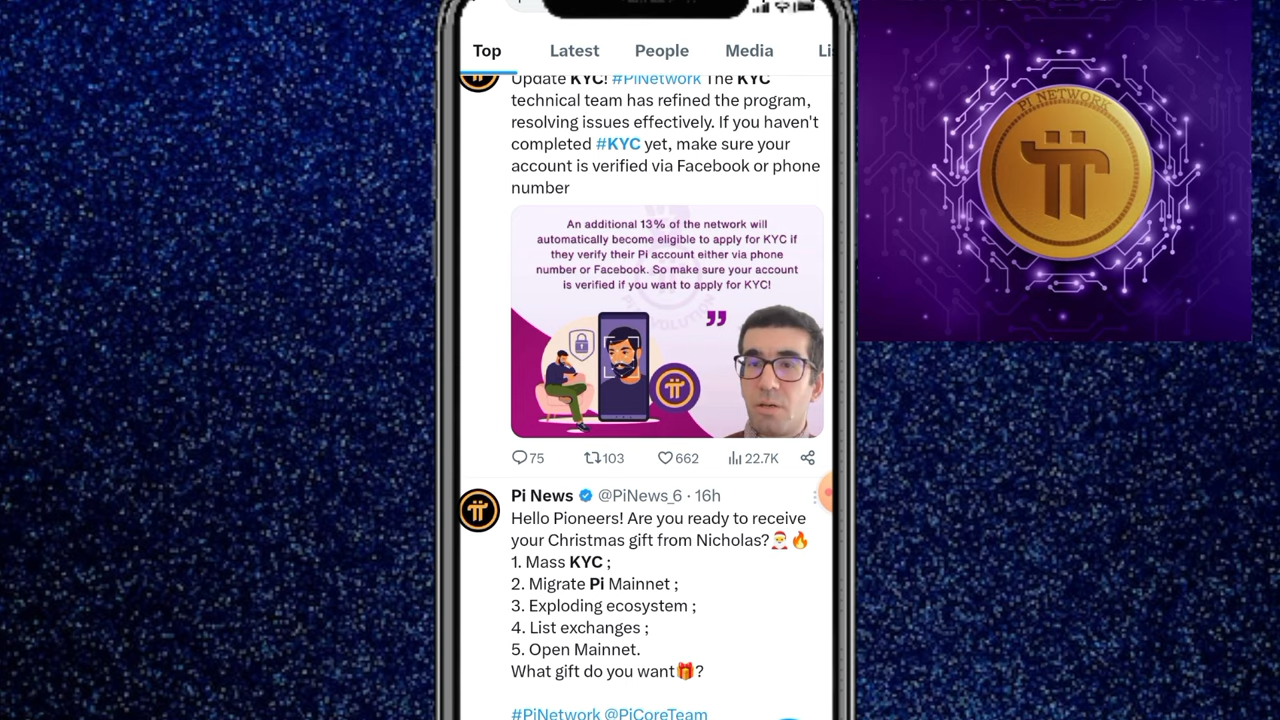 Top Latest People Media Li
Update KYC! #PiNetwork The KYC
technical team has refined the program,
resolving issues effectively. If you haven't
completed #KYC yet, make sure your
account is verified via Facebook or phone
number
An additional 13% of the network will
automatically become eligible to apply for KYC if
they verify their Pi account either via phone
number or Facebook. So make sure your account
is verified if you want to apply for KYC!
75 103 662 22.7K
Pi News @PiNews_6 · 16h
Hello Pioneers! Are you ready to receive
your Christmas gift from Nicholas?🎅🔥
1. Mass KYC ;
2. Migrate Pi Mainnet ;
3. Exploding ecosystem ;
4. List exchanges ;
5. Open Mainnet.
What gift do you want🎁?
#PiNetwork @PiCoreTeam
PI NETWORK